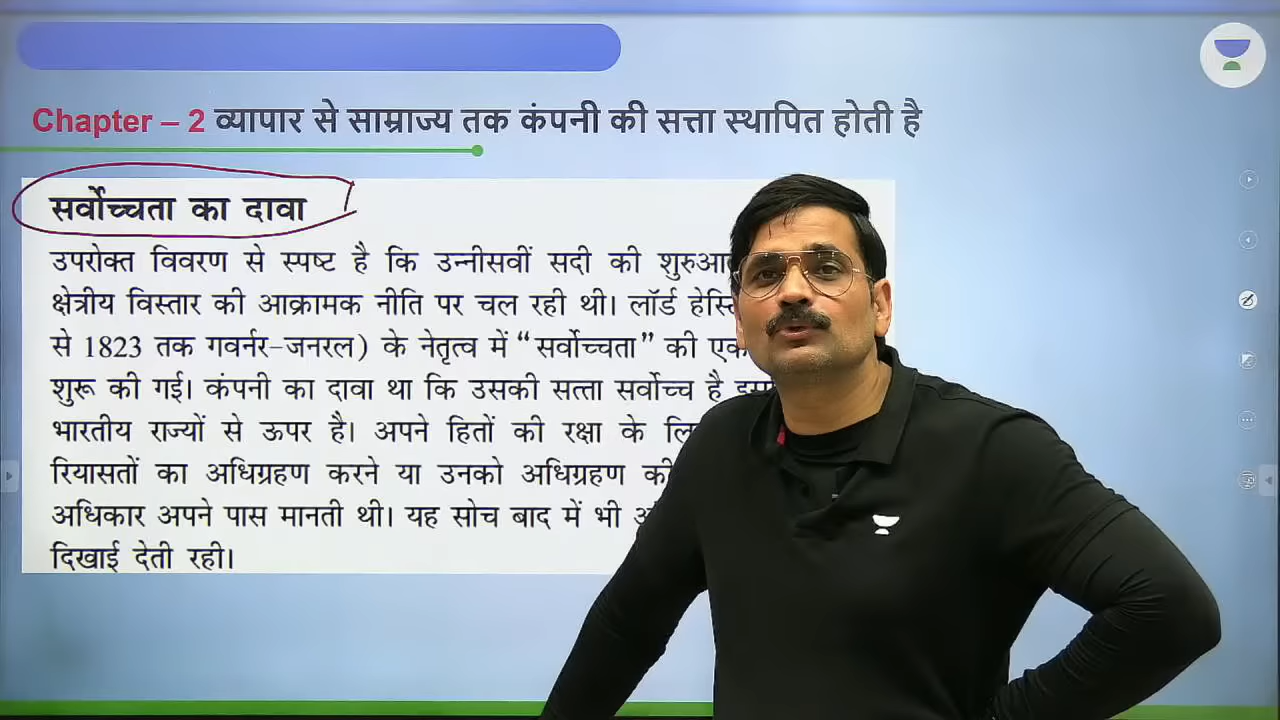 Chapter – 2 व्यापार से साम्राज्य तक कंपनी की सत्ता स्थापित होती है
सर्वोच्चता का दावा
उपरोक्त विवरण से स्पष्ट है कि उन्नीसवीं सदी की
क्षेत्रीय विस्तार की आक्रामक नीति पर चल रही थी। लॉर्ड
से 1823 तक गवर्नर-जनरल) के नेतृत्व में “सर्वोच्चता” की एक
शुरू की गई। कंपनी का दावा था कि उसकी सत्ता सर्वोच्च है
भारतीय राज्यों से ऊपर है। अपने हितों की रक्षा के
रियासतों का अधिग्रहण करने या उनको अधिग्रहण की
अधिकार अपने पास मानती थी। यह सोच बाद में भी
दिखाई देती रही।